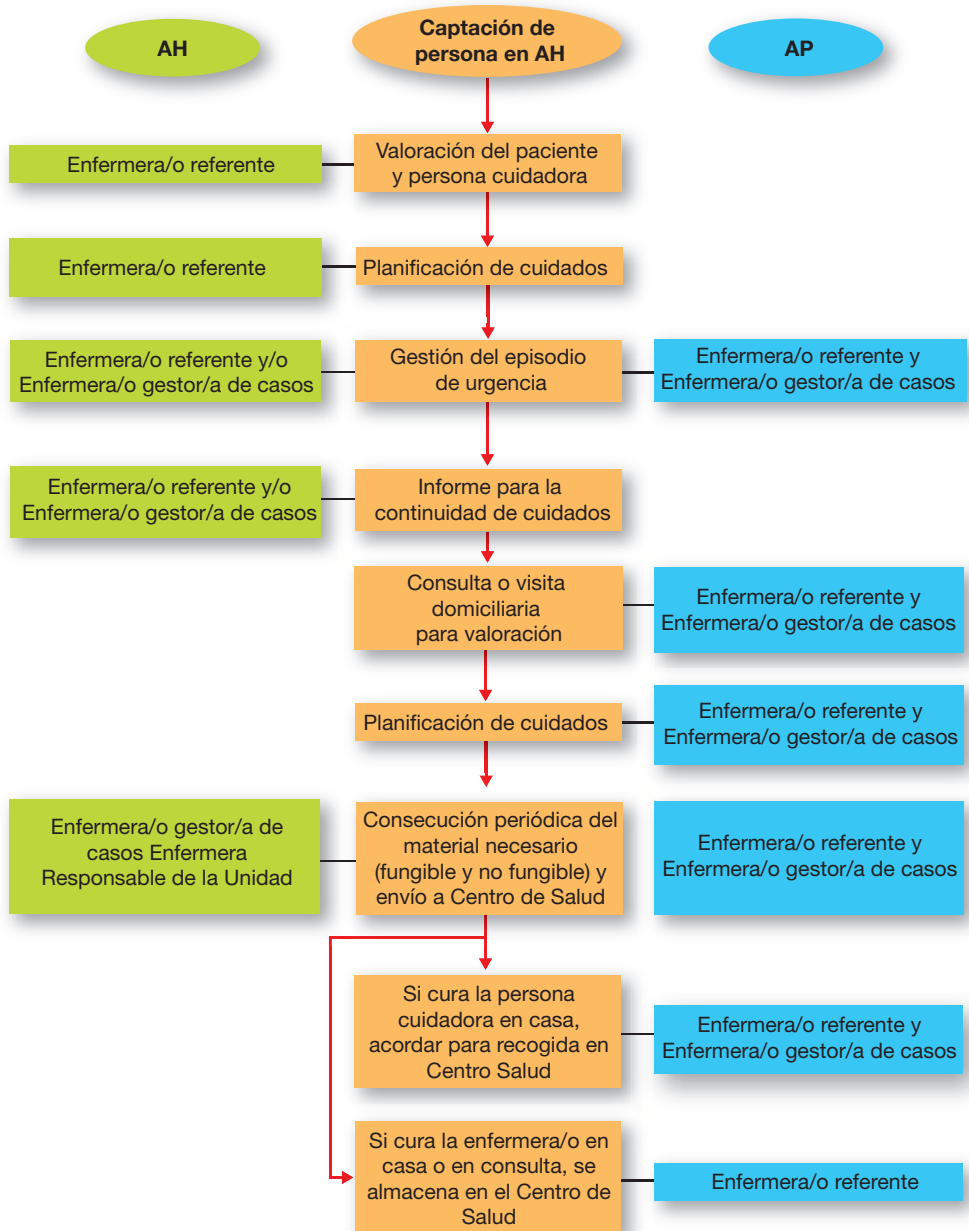 AH
Captación de
persona en AH
AP
Enfermera/o referente
Valoración del paciente
y persona cuidadora
Enfermera/o referente
Planificación de cuidados
Enfermera/o referente y/o
Enfermera/o gestor/a de casos
Gestión del episodio
de urgencia
Enfermera/o referente y
Enfermera/o gestor/a de casos
Enfermera/o referente y/o
Enfermera/o gestor/a de casos
Informe para la
continuidad de cuidados
Consulta o visita
domiciliaria
para valoración
Enfermera/o referente y
Enfermera/o gestor/a de casos
Planificación de cuidados
Enfermera/o referente y
Enfermera/o gestor/a de casos
Enfermera/o gestor/a de
casos Enfermera
Responsable de la Unidad
Consecución periódica del
material necesario
(fungible y no fungible) y
envío a Centro de Salud
Enfermera/o referente y
Enfermera/o gestor/a de casos
Si cura la persona
cuidadora en casa,
acordar para recogida en
Centro Salud
Enfermera/o referente y
Enfermera/o gestor/a de casos
Si cura la enfermera/o en
casa o en consulta, se
almacena en el Centro de
Salud
Enfermera/o referente